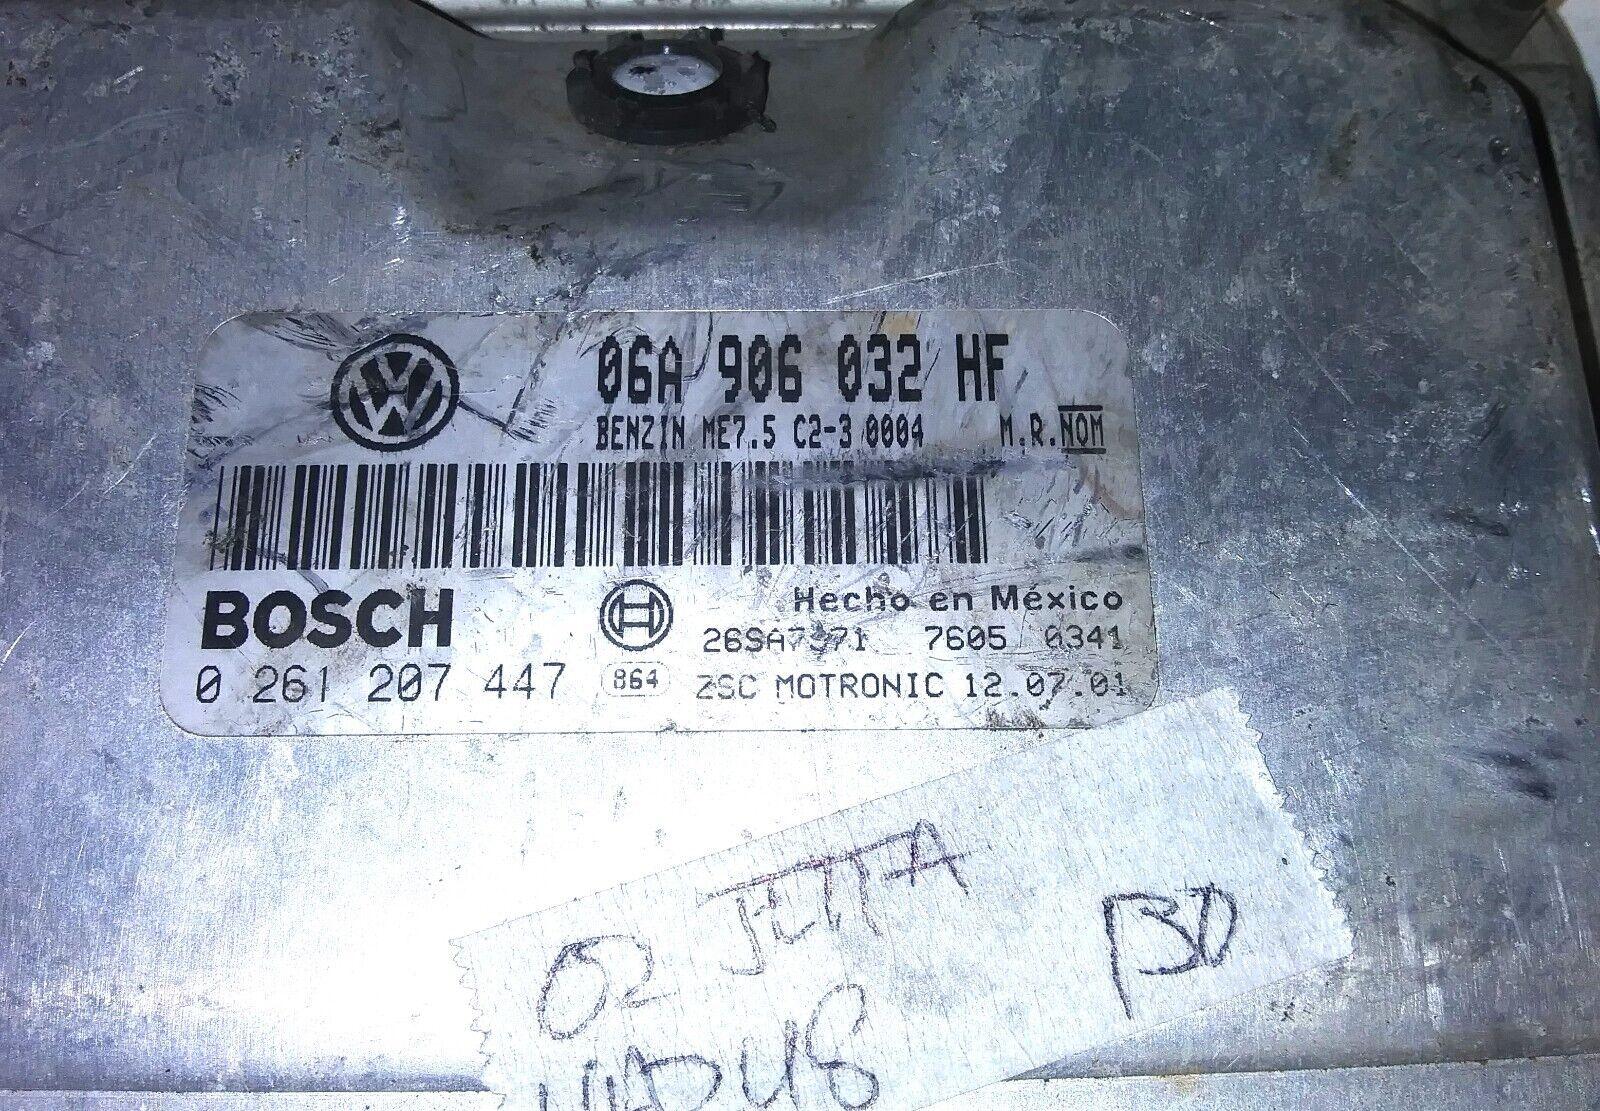 06A 906 032 HF
BENZIN ME7.5 C2-3 0004 M.R.NOM
BOSCH Hecho en México
7605 0341
0 261 207 447 864 ZSC MOTRONIC 12.07.01
02 JETTA BD